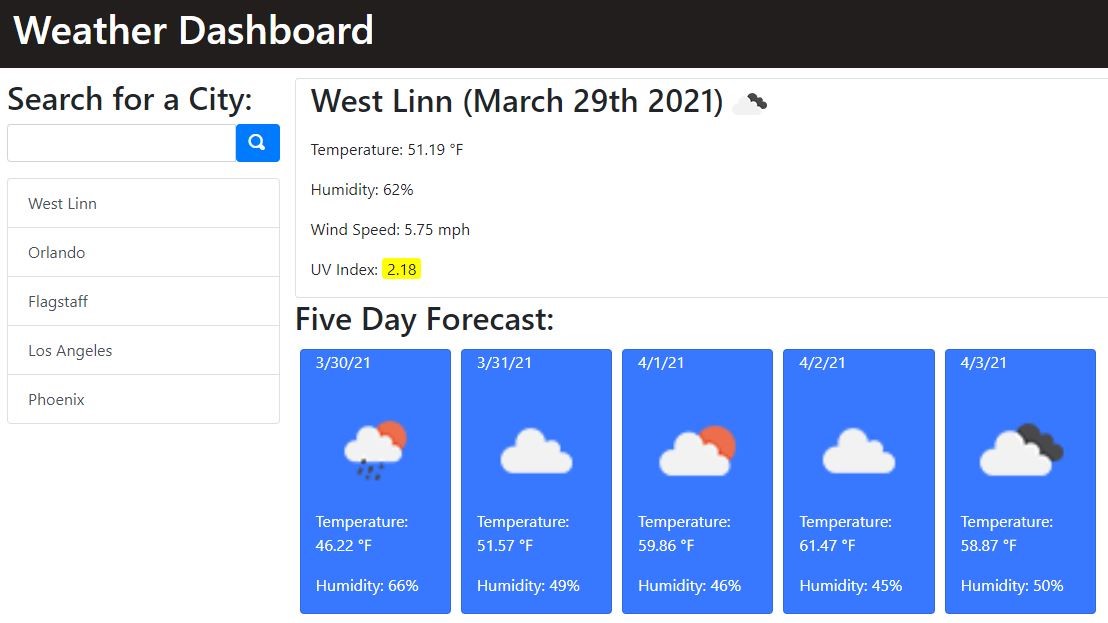 Weather Dashboard
Search for a City:
West Linn
Orlando
Flagstaff
Los Angeles
Phoenix
West Linn (March 29th 2021)
Temperature: 51.19 °F
Humidity: 62%
Wind Speed: 5.75 mph
UV Index: 2.18
Five Day Forecast:
3/30/21
Temperature:
46.22 °F
Humidity: 66%
3/31/21
Temperature:
51.57 °F
Humidity: 49%
4/1/21
Temperature:
59.86 °F
Humidity: 46%
4/2/21
Temperature:
61.47 °F
Humidity: 45%
4/3/21
Temperature:
58.87 °F
Humidity: 50%